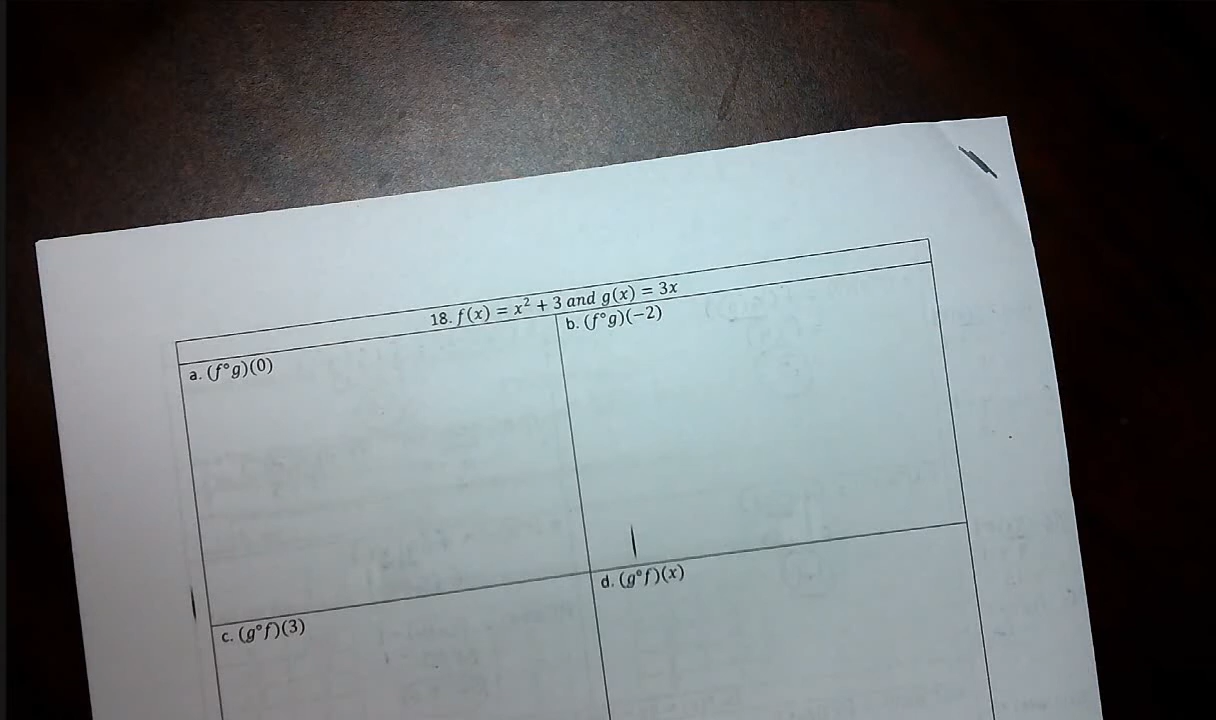 18. f(x) = x² + 3 and g(x) = 3x
a. (f°g)(0)
b. (f°g)(−2)
c. (g°f)(3)
d. (g°f)(x)